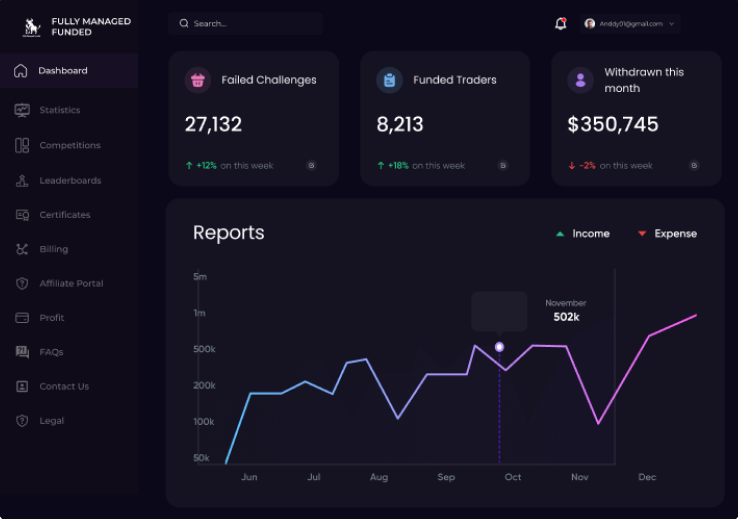 FULLY MANAGED
FUNDED
Search...
Anddy01@gmail.com
Dashboard
Statistics
Competitions
Leaderboards
Certificates
Billing
Affiliate Portal
Profit
FAQs
Contact Us
Legal
Failed Challenges
27,132
+12% on this week
Funded Traders
8,213
+18% on this week
Withdrawn this
month
$350,745
-2% on this week
Reports
Income
Expense
5m
1m
500k
200k
100k
50k
November
502k
Jun
Jul
Aug
Sep
Oct
Nov
Dec